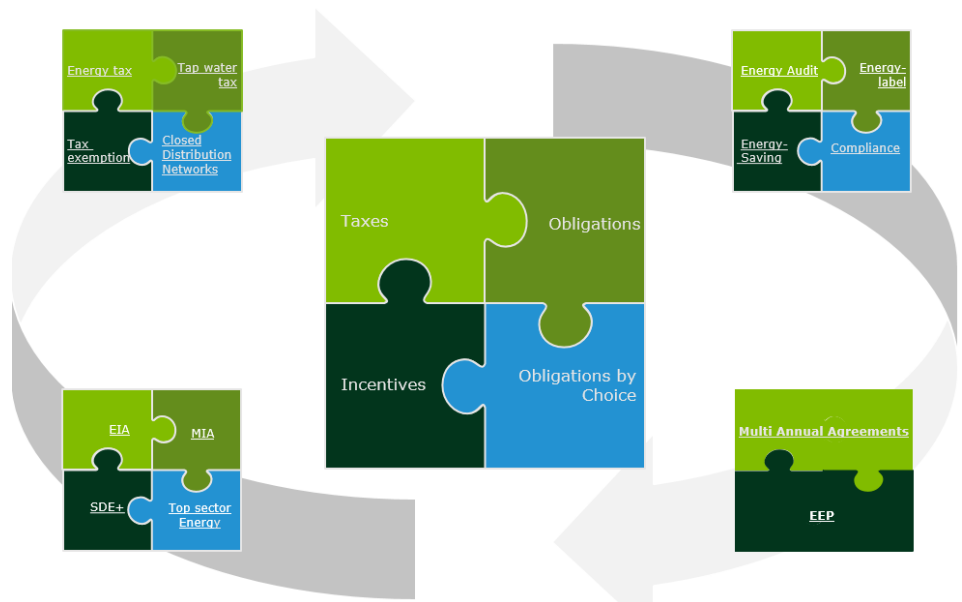 Energy tax
Tap water
tax
Tax
exemption
Closed
Distribution
Networks
Energy Audit
Energy-
label
Energy-
Saving
Compliance
Taxes
Obligations
Incentives
Obligations by
Choice
EIA
MIA
SDE+
Top sector
Energy
Multi Annual Agreements
EEP